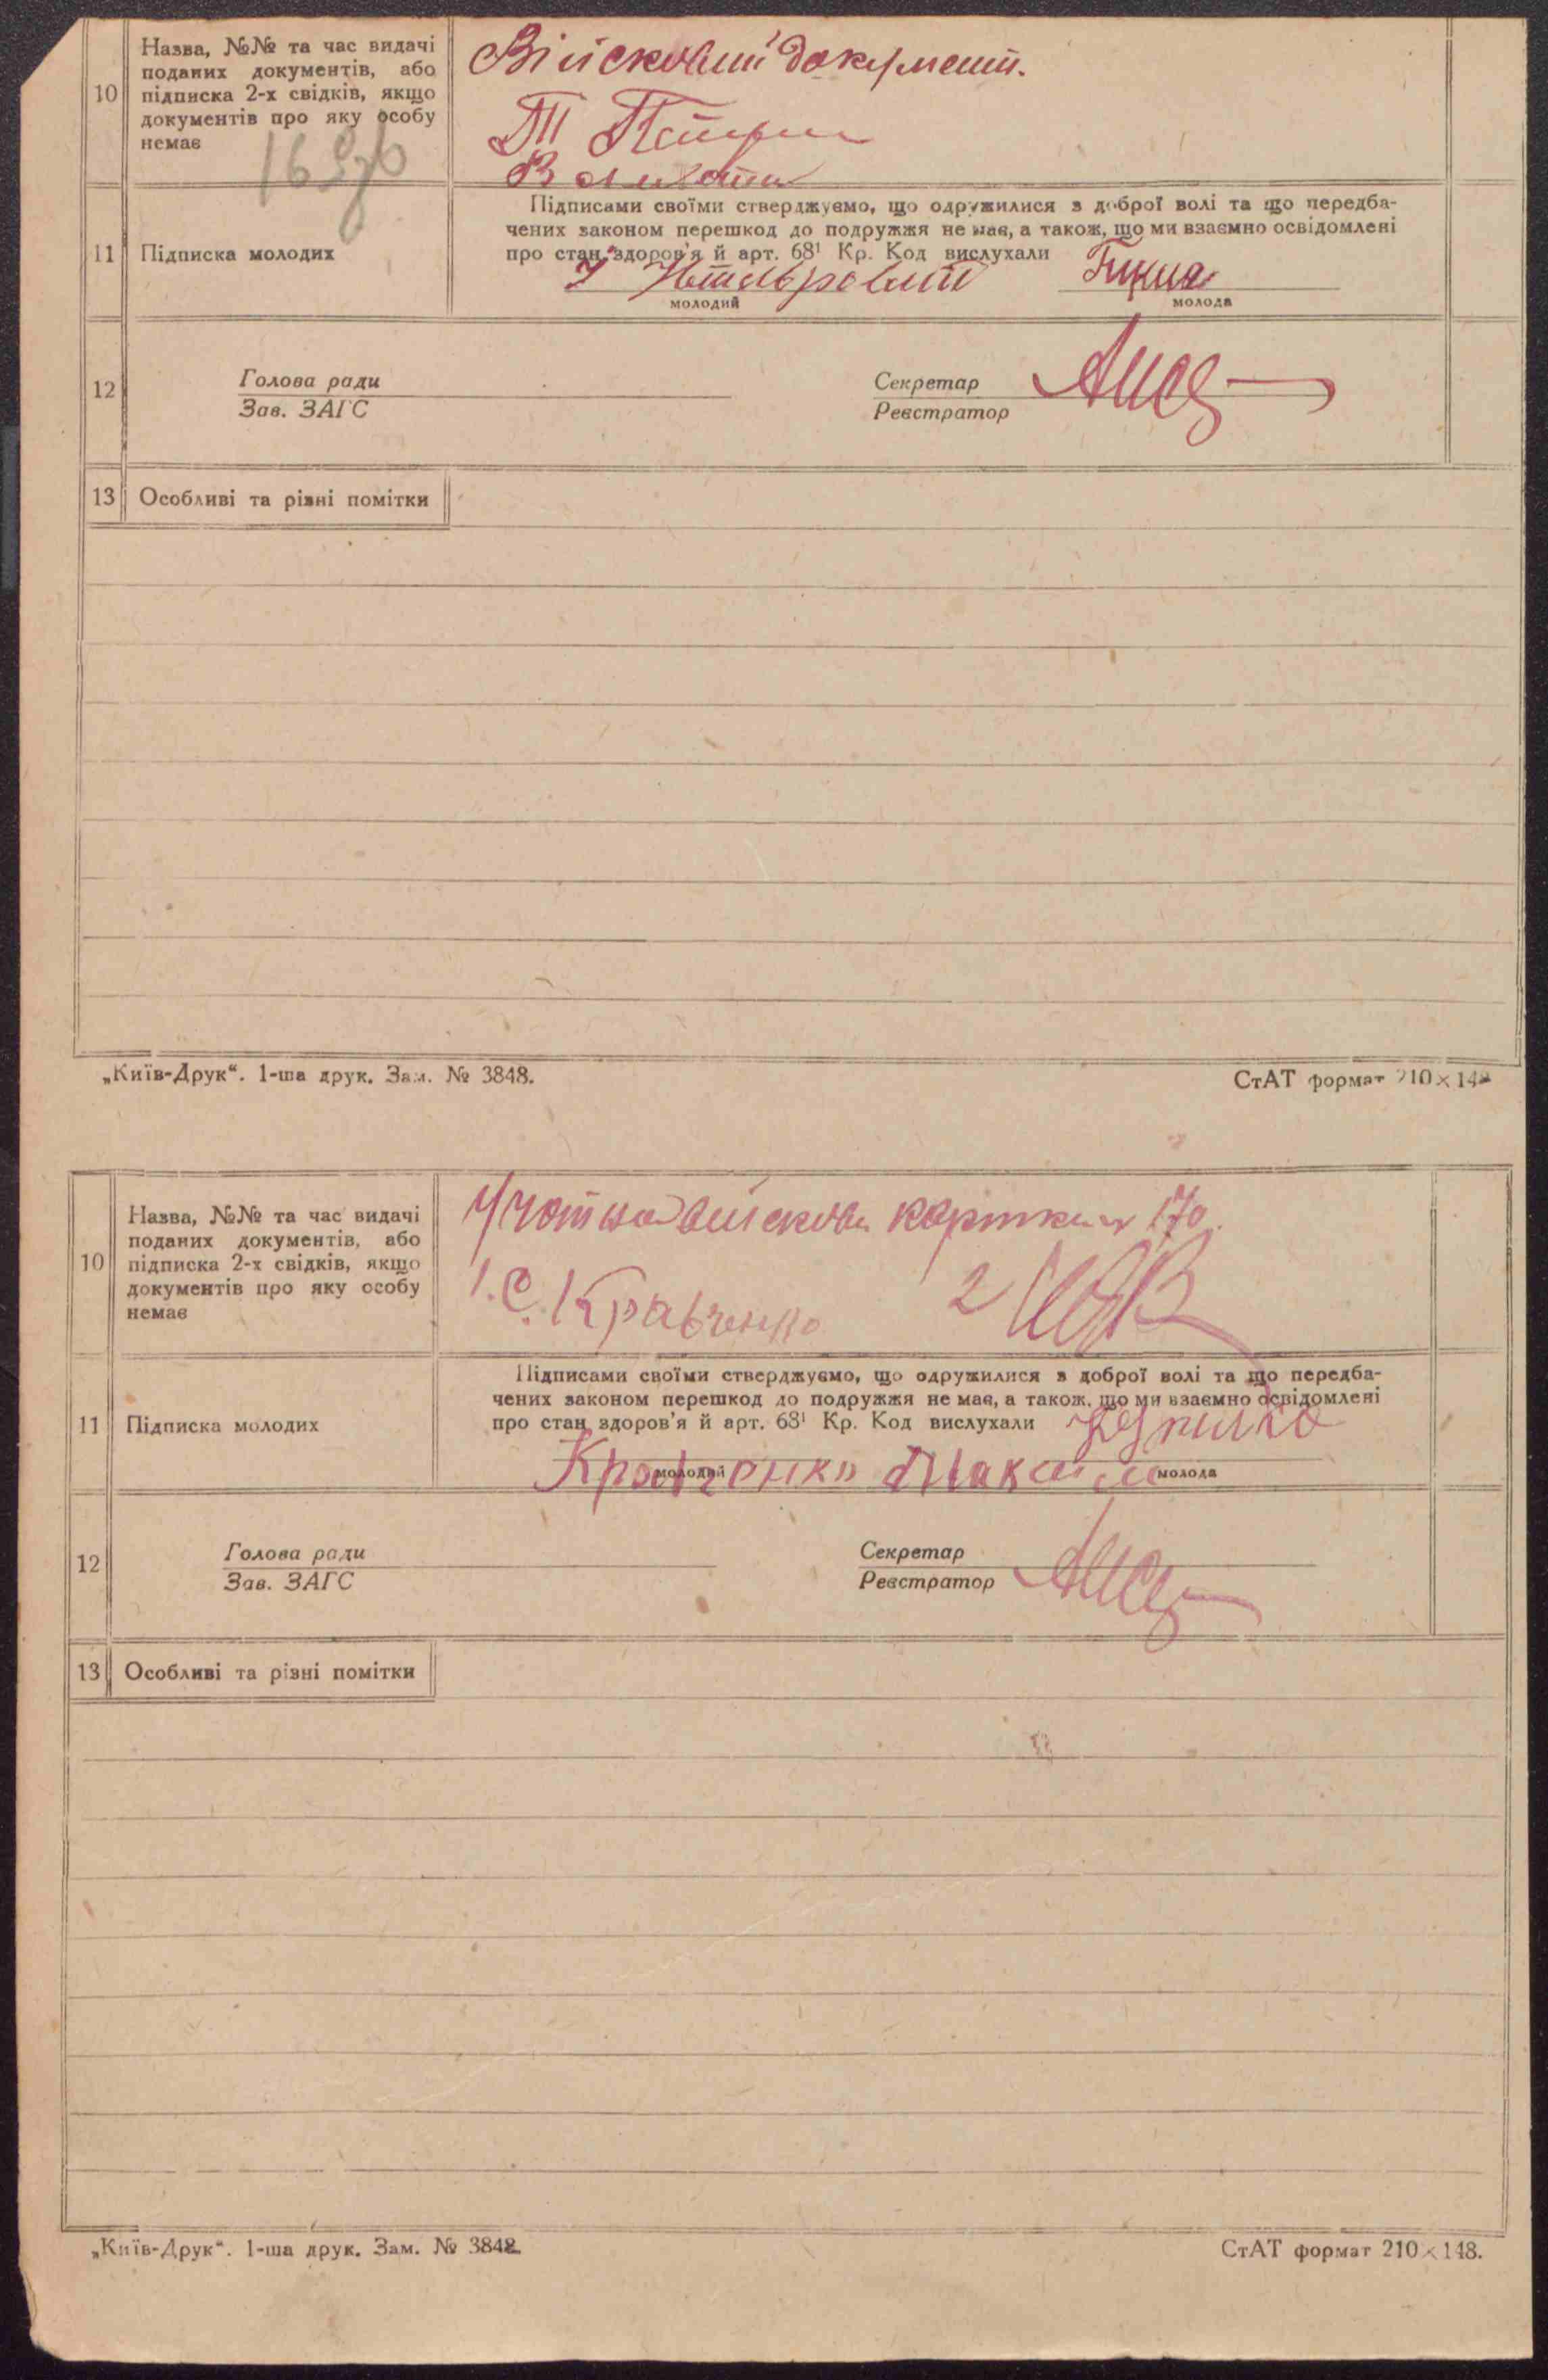 10
Назва, №№ та час видачі
поданих документів, або
підписка 2-х свідків, якщо
документів про яку особу
немає
Війсковий документ.
11
Підписка молодих
Підписами своїми стверджуємо, що одружилися з доброї волі та що передба-
чених законом перешкод до подружжя не має, а також, що ми взаємно освідомлені
про стан здоров'я й арт. 68¹ Кр. Код вислухали
молодий
молода
12
Голова ради
Зав. ЗАГС
Секретар
Реєстратор
13
Особливі та різні помітки
„Київ-Друк“. 1-ша друк. Зам. № 3848.
СтАТ формат 210×148
10
Назва, №№ та час видачі
поданих документів, або
підписка 2-х свідків, якщо
документів про яку особу
немає
картка
1. С. Кравченко
2
11
Підписка молодих
Підписами своїми стверджуємо, що одружилися з доброї волі та що передба-
чених законом перешкод до подружжя не має, а також, що ми взаємно освідомлені
про стан здоров'я й арт. 68¹ Кр. Код вислухали
Кравченко
молодий
молода
12
Голова ради
Зав. ЗАГС
Секретар
Реєстратор
13
Особливі та різні помітки
„Київ-Друк“. 1-ша друк. Зам. № 3848.
СтАТ формат 210×148.